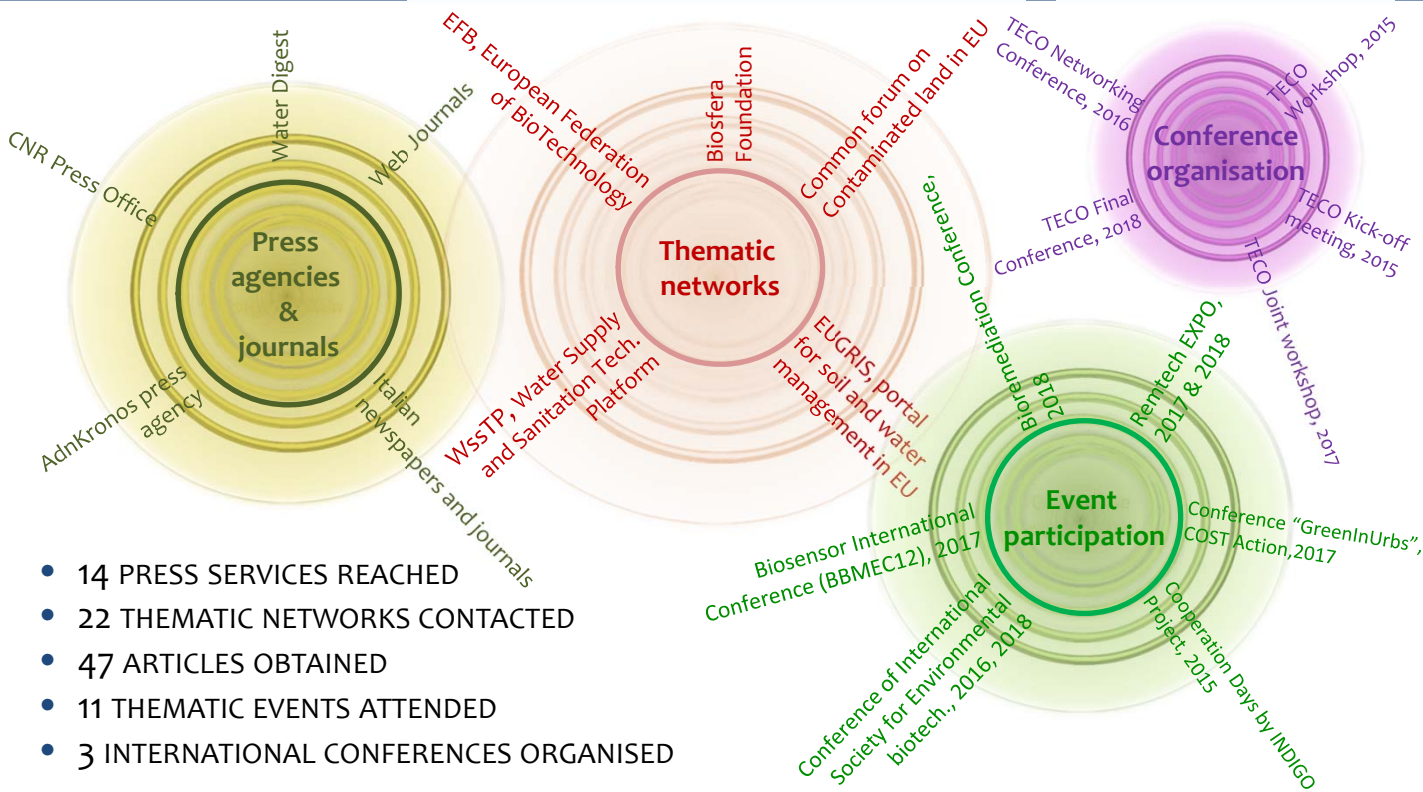 Water Digest
CNR Press Office
Web Journals
Press
agencies
&
journals
AdnKronos press
agency
Italian
newspapers and journals
EFB, European Federation
of BioTechnology
Biosfera
Foundation
Common forum on
Contaminated land in EU
Thematic
networks
WssTP, Water Supply
and Sanitation Tech.
Platform
EUGRIS, portal
for soil and water
management in EU
TECO Networking
Conference, 2016
TECO
Workshop, 2015
Conference
organisation
TECO Final
Conference, 2018
TECO Kick-off
meeting, 2015
TECO Joint workshop, 2017
Bioremediation Conference,
2018
Remtech EXPO,
2017 & 2018
Event
participation
Biosensor International
Conference (BBMEC12), 2017
Conference "GreenInUrbs",
COST Action,2017
Conference of International
Society for Environmental
biotech., 2016, 2018
Cooperation Days by INDIGO
Project, 2015
• 14 PRESS SERVICES REACHED
• 22 THEMATIC NETWORKS CONTACTED
• 47 ARTICLES OBTAINED
• 11 THEMATIC EVENTS ATTENDED
• 3 INTERNATIONAL CONFERENCES ORGANISED